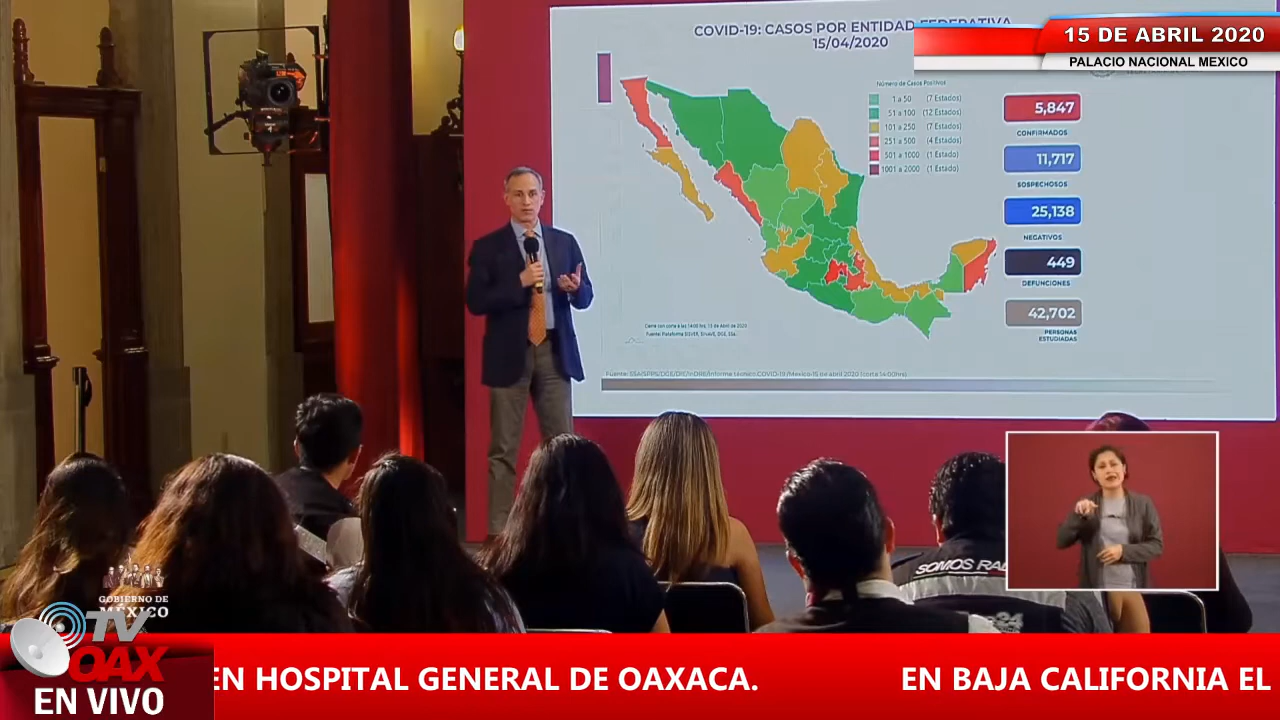 COVID-19: CASOS POR ENTIDAD FEDERATIVA
15/04/2020
15 DE ABRIL 2020
PALACIO NACIONAL MEXICO
Número de Casos Positivos
1 a 50 (7 Estados)
51 a 100 (12 Estados)
101 a 250 (7 Estados)
251 a 500 (4 Estados)
501 a 1000 (1 Estado)
1001 a 2000 (1 Estado)
5,847
CONFIRMADOS
11,717
SOSPECHOSOS
25,138
NEGATIVOS
449
DEFUNCIONES
42,702
PERSONAS
ESTUDIADAS
SOMOS
GOBIERNO DE
MÉXICO
TV
OAX
EN VIVO
EN HOSPITAL GENERAL DE OAXACA. EN BAJA CALIFORNIA EL